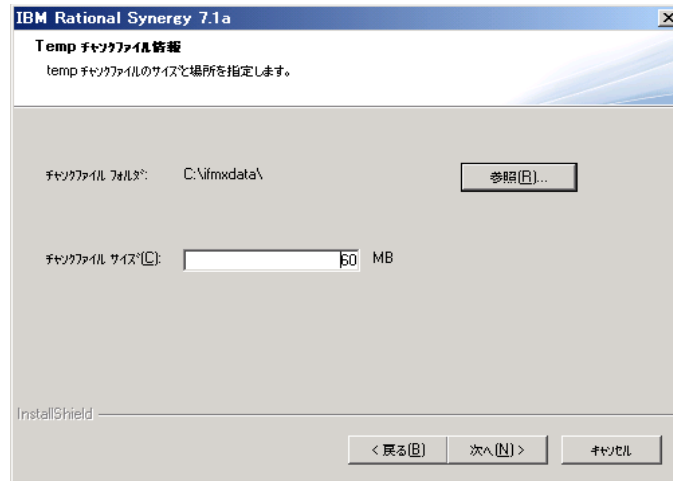 IBM Rational Synergy 7.1a
Temp ﾁｬﾝｸﾌｧｲﾙ情報
temp ﾁｬﾝｸﾌｧｲﾙのｻｲｽﾞと場所を指定します。
ﾁｬﾝｸﾌｧｲﾙ ﾌｫﾙﾀﾞ: C:\ifmxdata\ 参照(R)...
ﾁｬﾝｸﾌｧｲﾙ ｻｲｽﾞ(C): 60 MB
InstallShield
< 戻る(B) 次へ(N) > ｷｬﾝｾﾙ